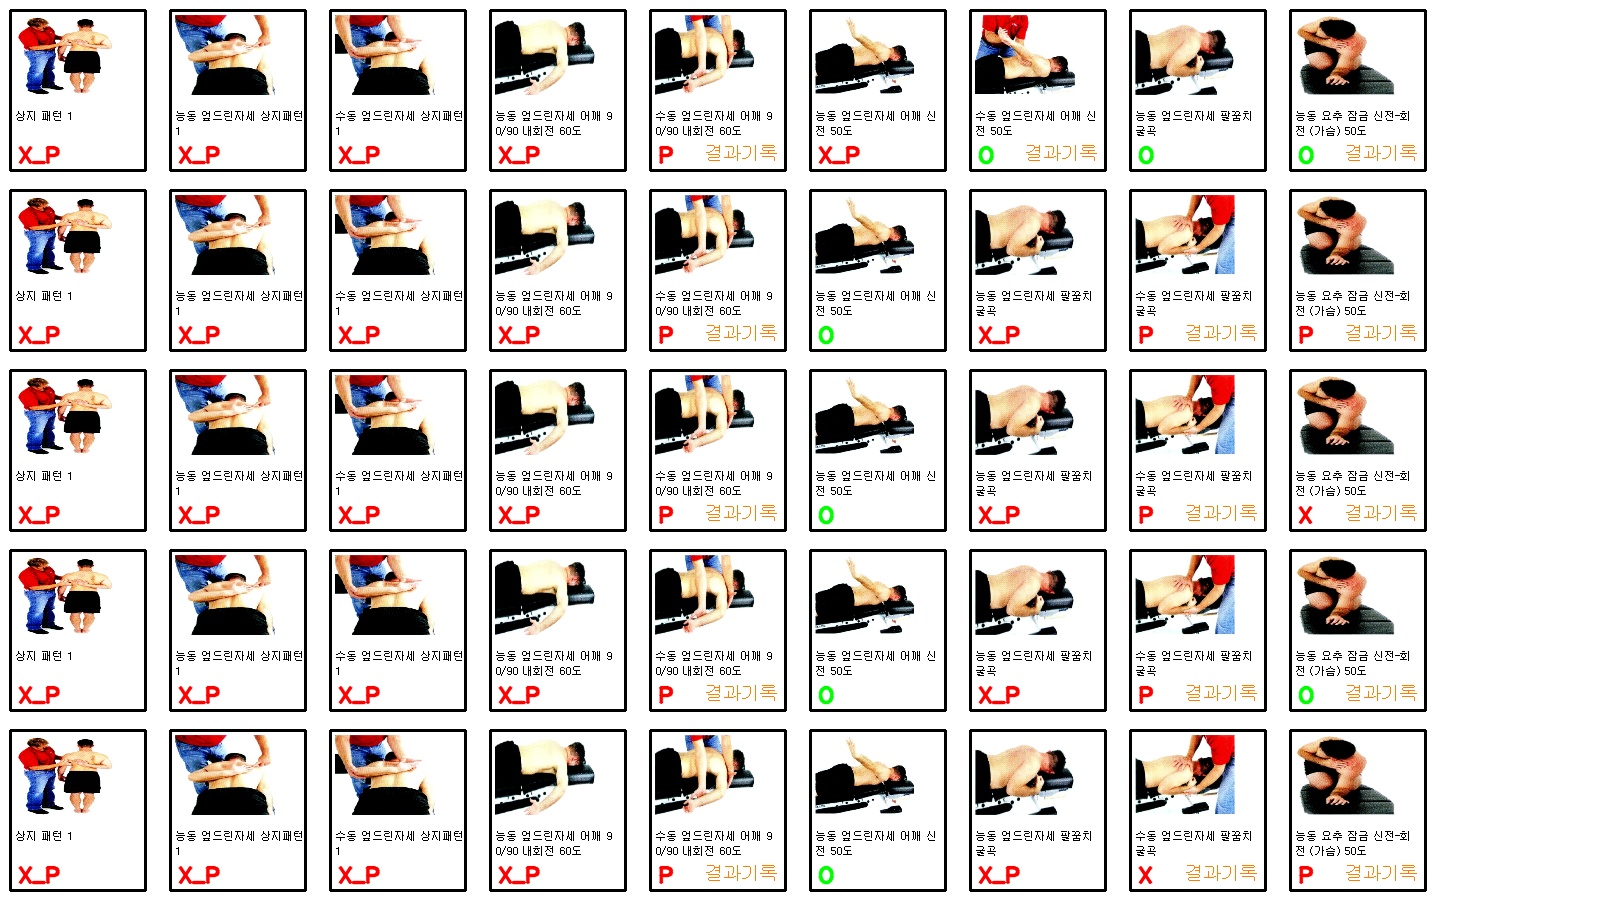 상지 패턴 1
X_P
능동 엎드린자세 상지패턴
1
X_P
수동 엎드린자세 상지패턴
1
X_P
능동 엎드린자세 어깨 9
0/90 내회전 60도
X_P
수동 엎드린자세 어깨 9
0/90 내회전 60도
P 결과기록
능동 엎드린자세 어깨 신
전 50도
X_P
수동 엎드린자세 어깨 신
전 50도
O 결과기록
능동 엎드린자세 팔꿈치
굴곡
O
능동 요추 잠금 신전-회
전 (가슴) 50도
O 결과기록
상지 패턴 1
X_P
능동 엎드린자세 상지패턴
1
X_P
수동 엎드린자세 상지패턴
1
X_P
능동 엎드린자세 어깨 9
0/90 내회전 60도
X_P
수동 엎드린자세 어깨 9
0/90 내회전 60도
P 결과기록
능동 엎드린자세 어깨 신
전 50도
O
능동 엎드린자세 팔꿈치
굴곡
X_P
수동 엎드린자세 팔꿈치
굴곡
P 결과기록
능동 요추 잠금 신전-회
전 (가슴) 50도
P 결과기록
상지 패턴 1
X_P
능동 엎드린자세 상지패턴
1
X_P
수동 엎드린자세 상지패턴
1
X_P
능동 엎드린자세 어깨 9
0/90 내회전 60도
X_P
수동 엎드린자세 어깨 9
0/90 내회전 60도
P 결과기록
능동 엎드린자세 어깨 신
전 50도
O
능동 엎드린자세 팔꿈치
굴곡
X_P
수동 엎드린자세 팔꿈치
굴곡
P 결과기록
능동 요추 잠금 신전-회
전 (가슴) 50도
X 결과기록
상지 패턴 1
X_P
능동 엎드린자세 상지패턴
1
X_P
수동 엎드린자세 상지패턴
1
X_P
능동 엎드린자세 어깨 9
0/90 내회전 60도
X_P
수동 엎드린자세 어깨 9
0/90 내회전 60도
P 결과기록
능동 엎드린자세 어깨 신
전 50도
O
능동 엎드린자세 팔꿈치
굴곡
X_P
수동 엎드린자세 팔꿈치
굴곡
P 결과기록
능동 요추 잠금 신전-회
전 (가슴) 50도
O 결과기록
상지 패턴 1
X_P
능동 엎드린자세 상지패턴
1
X_P
수동 엎드린자세 상지패턴
1
X_P
능동 엎드린자세 어깨 9
0/90 내회전 60도
X_P
수동 엎드린자세 어깨 9
0/90 내회전 60도
P 결과기록
능동 엎드린자세 어깨 신
전 50도
O
능동 엎드린자세 팔꿈치
굴곡
X_P
수동 엎드린자세 팔꿈치
굴곡
X 결과기록
능동 요추 잠금 신전-회
전 (가슴) 50도
P 결과기록